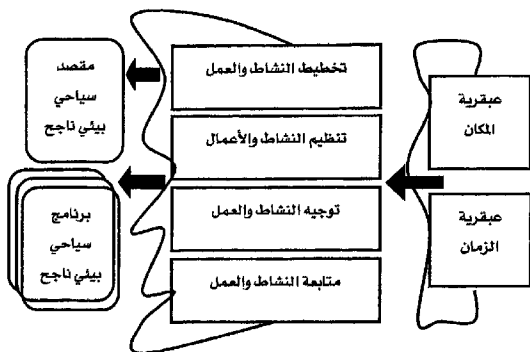 عبقرية
المكان
عبقرية
الزمان
تخطيط النشاط والعمل
تنظيم النشاط والأعمال
توجيه النشاط والعمل
متابعة النشاط والعمل
مقصد
سياحي
بيئي ناجح
برنامج
سياحي
بيئي ناجح